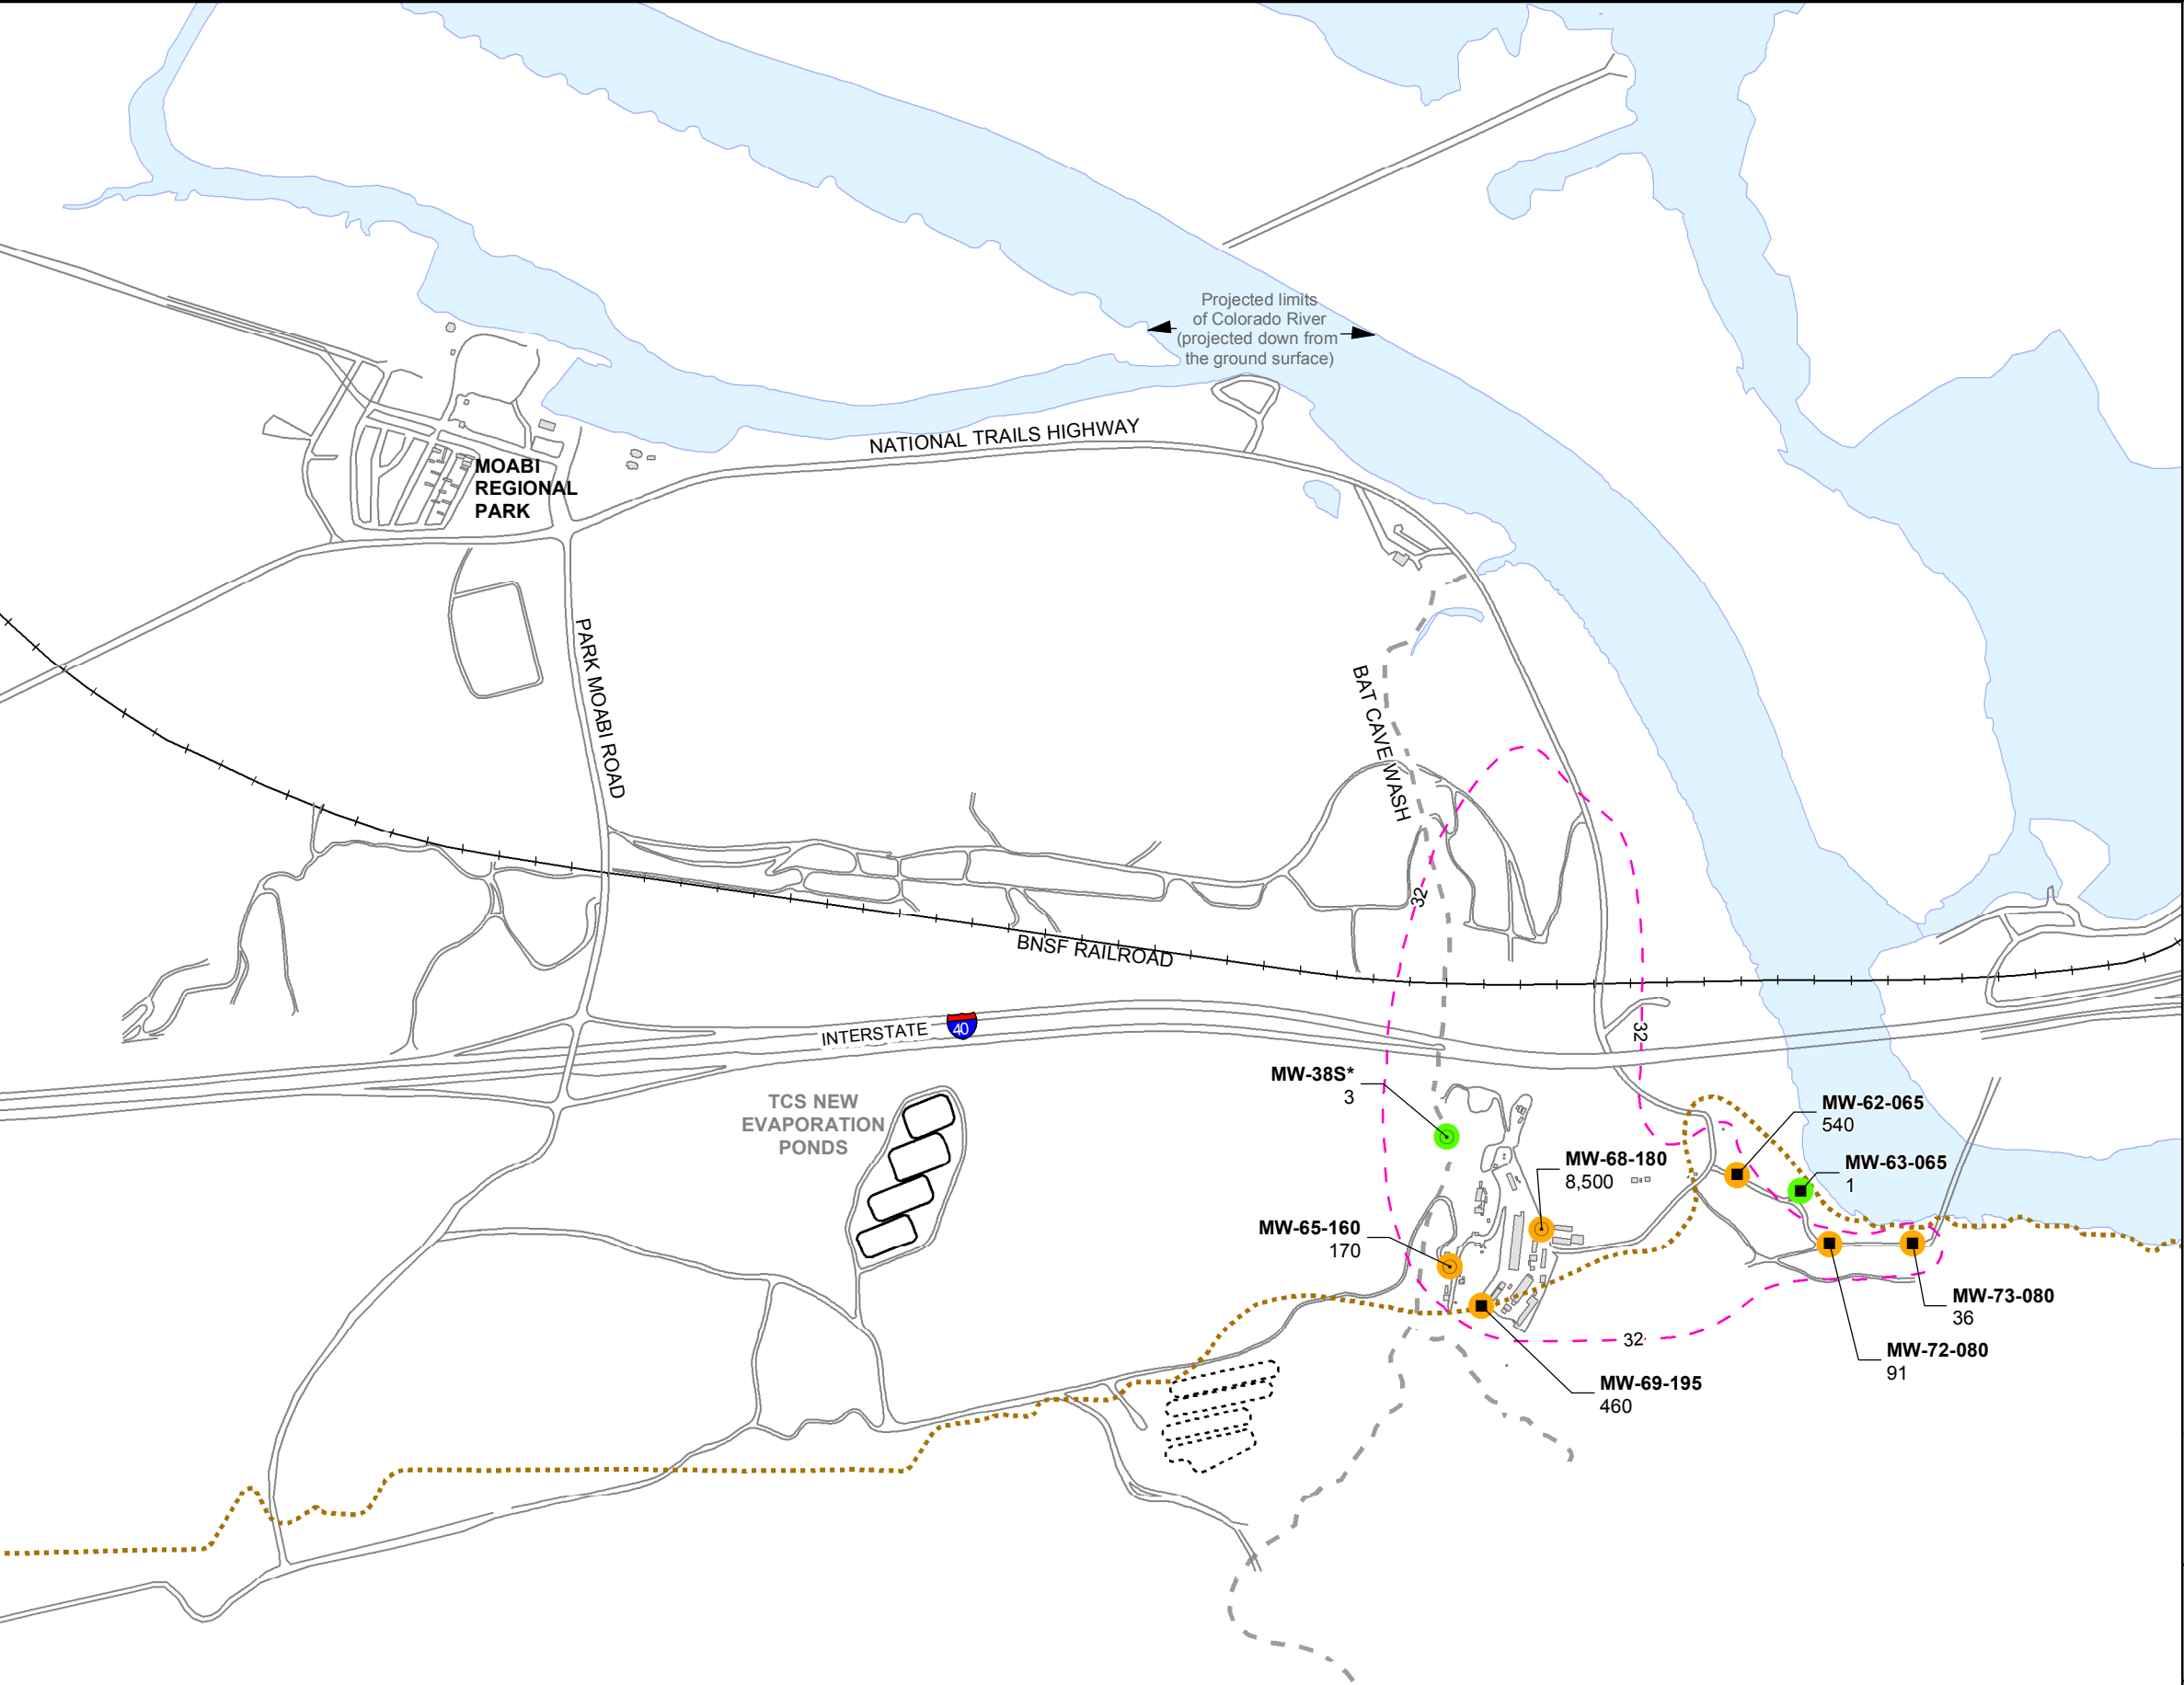 Projected limits
of Colorado River
(projected down from
the ground surface)
NATIONAL TRAILS HIGHWAY
MOABI
REGIONAL
PARK
PARK MOABI ROAD
BAT CAVE WASH
32
BNSF RAILROAD
INTERSTATE 40
32
MW-38S*
3
TCS NEW
EVAPORATION
PONDS
MW-62-065
540
MW-63-065
1
MW-68-180
8,500
MW-65-160
170
MW-73-080
36
32
MW-72-080
91
MW-69-195
460